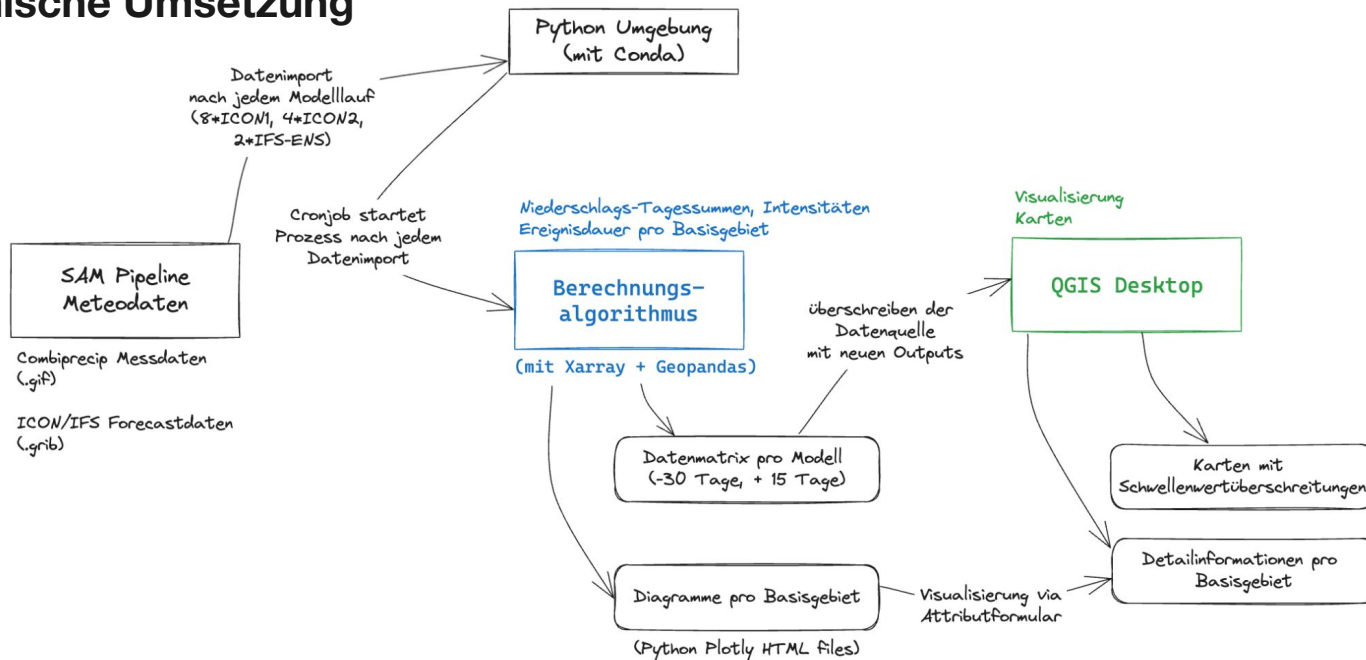 nische Umsetzung
Python Umgebung
(mit Conda)
Datenimport
nach jedem Modelllauf
(8*ICON1, 4*ICON2,
2*IFS-ENS)
Cronjob startet
Prozess nach jedem
Datenimport
SAM Pipeline
Meteodaten
Combiprecip Messdaten
(.gif)
ICON/IFS Forecastdaten
(.grib)
Niederschlags-Tagessummen, Intensitäten
Ereignisdauer pro Basisgebiet
Berechnungs-
algorithmus
(mit Xarray + Geopandas)
Datenmatrix pro Modell
(-30 Tage, + 15 Tage)
Diagramme pro Basisgebiet
(Python Plotly HTML files)
überschreiben der
Datenquelle
mit neuen Outputs
Visualisierung
Karten
QGIS Desktop
Karten mit
Schwellenwertüberschreitungen
Visualisierung via
Attributformular
Detailinformationen pro
Basisgebiet